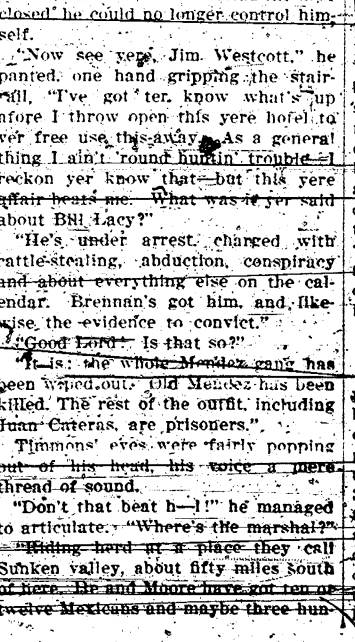 closed" he could no longer control him-
self.
"Now see yere, Jim Westcott," he
panted, one hand gripping the stair-
rail, "I've got ter know what's up
afore I throw open this yere hotel to
yer free use this-away. As a general
thing I ain't 'round huntin' trouble—I
reckon yer know that—but this yere
affair beats me. What was it yer said
about Bill Lacy?"
"He's under arrest, charged with
cattle-stealing, abduction, conspiracy
and about everything else on the cal-
endar. Brennan's got him, and like-
wise the evidence to convict."
"Good Lord! Is that so?"
"It is; the whole Mendez gang has
been wiped out. Old Mendez has been
killed. The rest of the outfit, including
Juan Cateras, are prisoners."
Timmons' eyes were fairly popping
out of his head, his voice a mere
thread of sound.
"Don't that beat h—l!" he managed
to articulate. "Where's the marshal?"
"Riding herd at a place they call
Sunken valley, about fifty miles south
of here. He and Moore have got ten or
twelve Mexicans and maybe three hun-